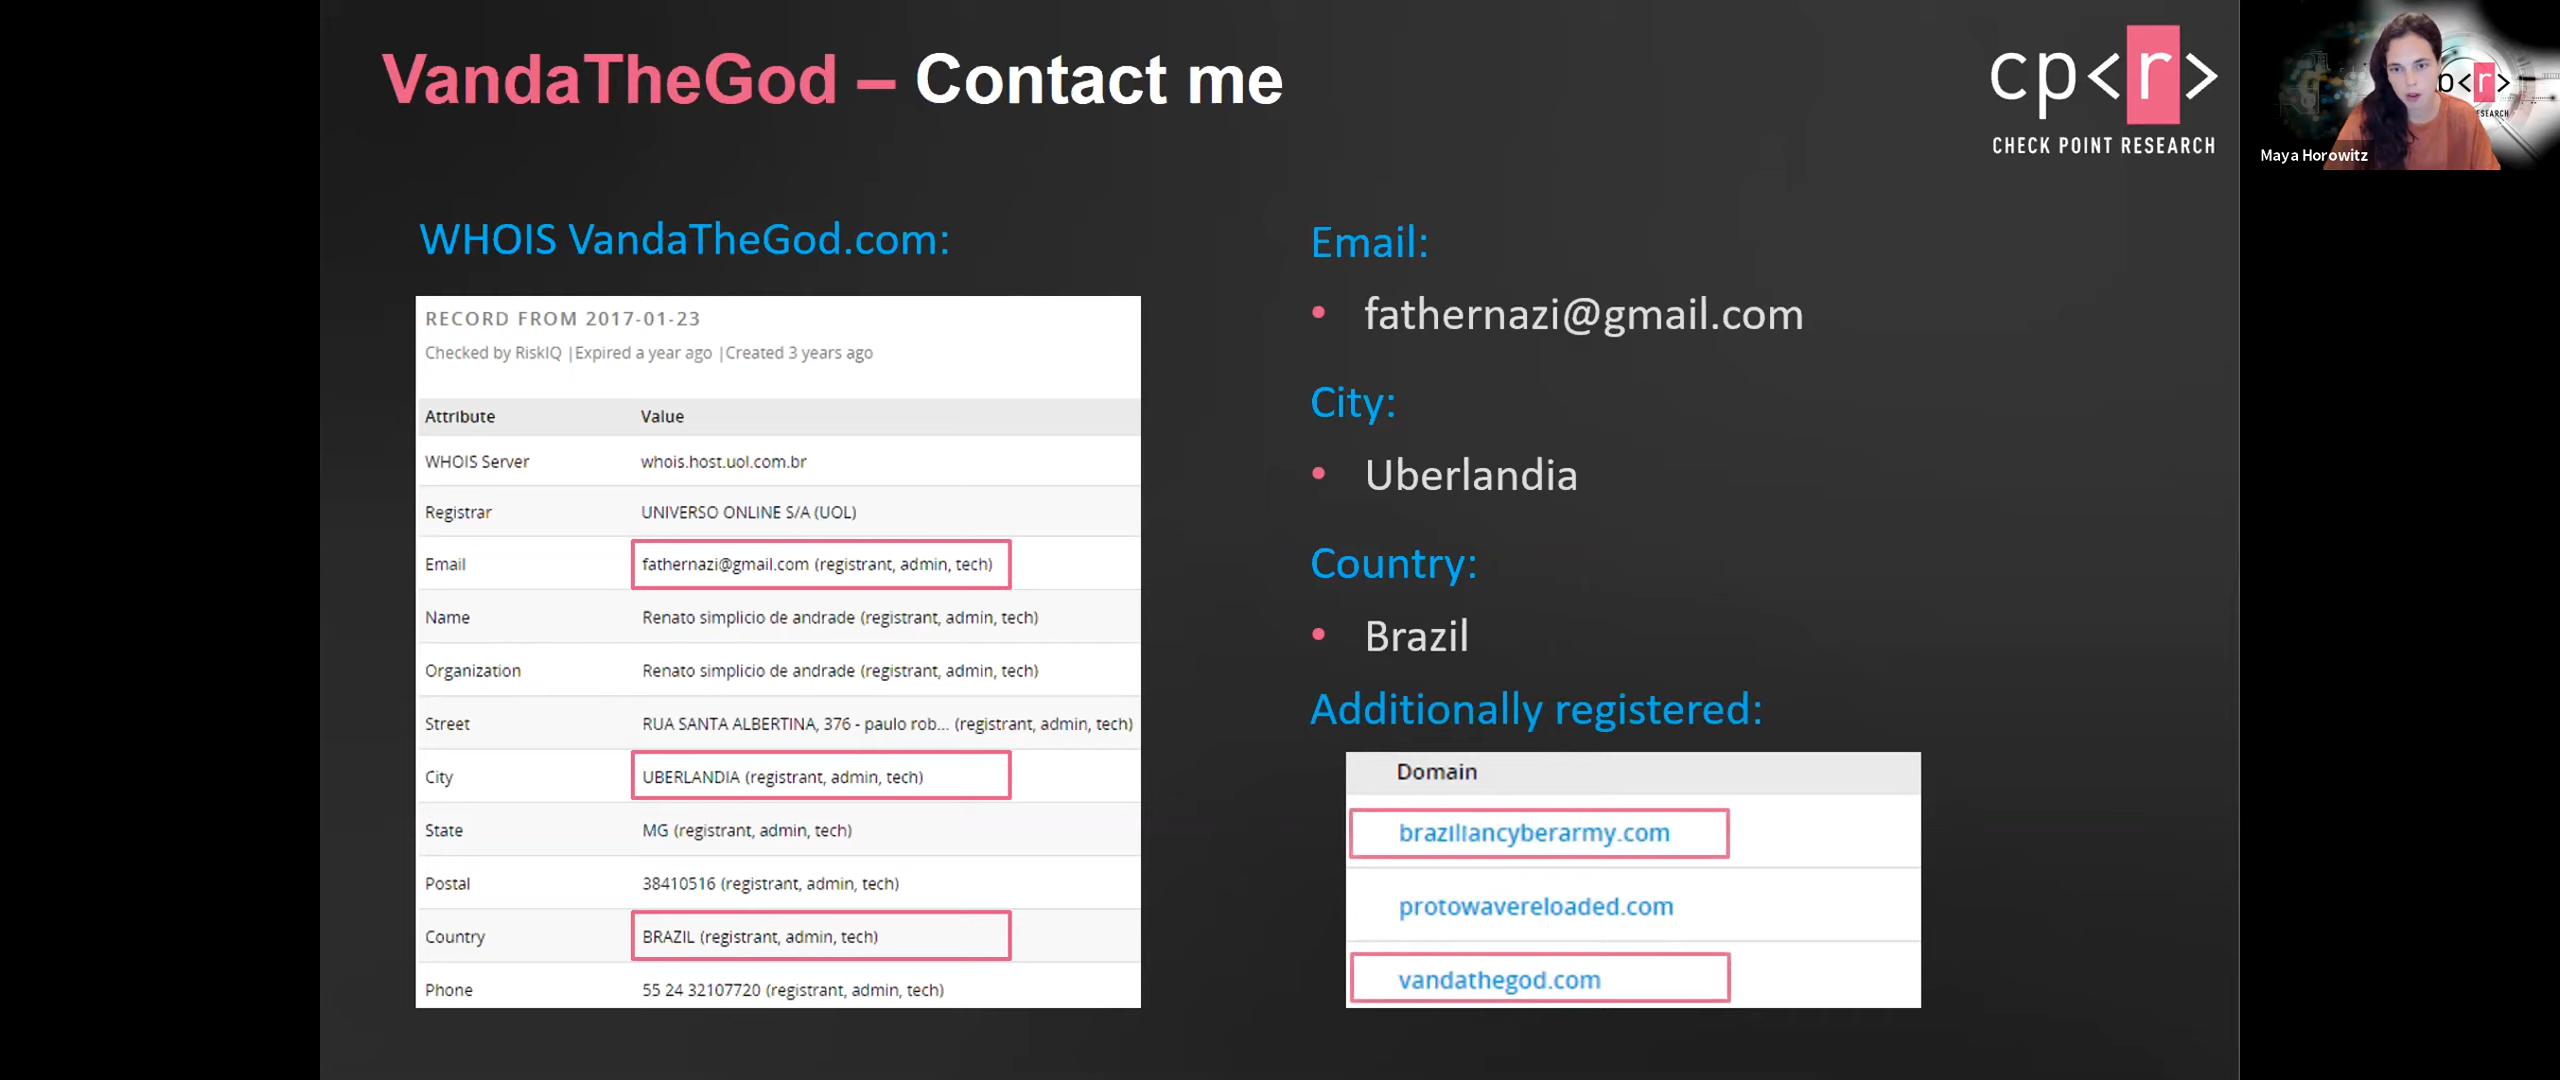 VandaTheGod – Contact me
cp<r>
CHECK POINT RESEARCH
Maya Horowitz
WHOIS VandaTheGod.com:
RECORD FROM 2017-01-23
Checked by RiskIQ |Expired a year ago |Created 3 years ago
Attribute Value
WHOIS Server whois.host.uol.com.br
Registrar UNIVERSO ONLINE S/A (UOL)
Email fathernazi@gmail.com (registrant, admin, tech)
Name Renato simplicio de andrade (registrant, admin, tech)
Organization Renato simplicio de andrade (registrant, admin, tech)
Street RUA SANTA ALBERTINA, 376 - paulo rob... (registrant, admin, tech)
City UBERLANDIA (registrant, admin, tech)
State MG (registrant, admin, tech)
Postal 38410516 (registrant, admin, tech)
Country BRAZIL (registrant, admin, tech)
Phone 55 24 32107720 (registrant, admin, tech)
Email:
• fathernazi@gmail.com
City:
• Uberlandia
Country:
• Brazil
Additionally registered:
Domain
braziliancyberarmy.com
protowavereloaded.com
vandathegod.com